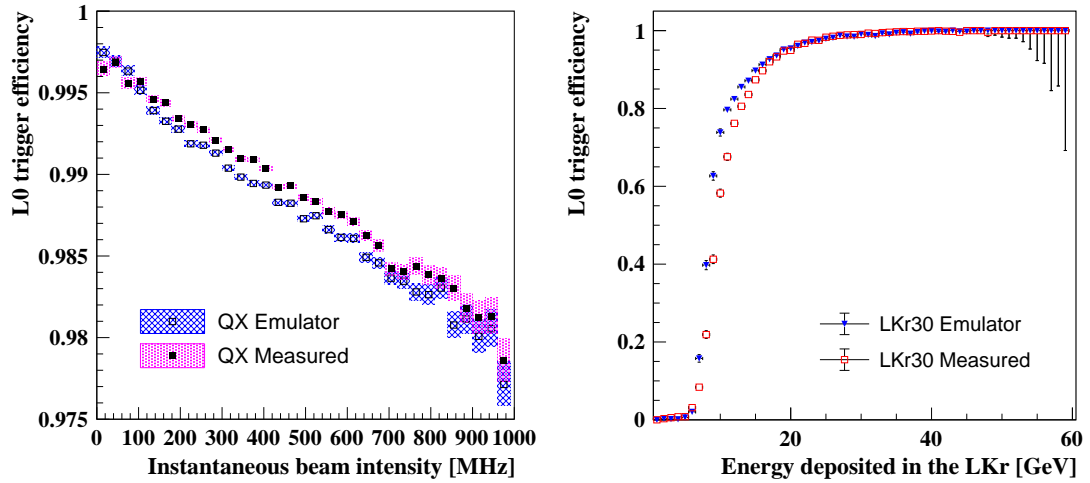 L0 trigger efficiency
1
0.995
0.99
0.985
0.98
0.975
QX Emulator
QX Measured
0 100 200 300 400 500 600 700 800 900 1000
Instantaneous beam intensity [MHz]
L0 trigger efficiency
1
0.8
0.6
0.4
0.2
0
LKr30 Emulator
LKr30 Measured
20 40 60
Energy deposited in the LKr [GeV]